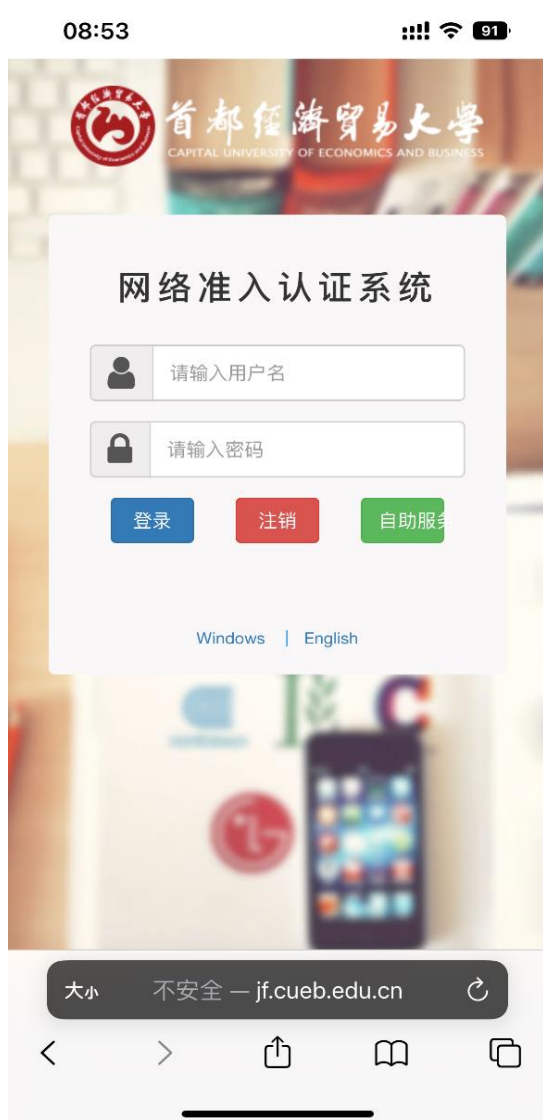 08:53
91
首都经济贸易大学
CAPITAL UNIVERSITY OF ECONOMICS AND BUSINESS
网络准入认证系统
请输入用户名
请输入密码
登录 注销 自助服务
Windows | English
大小 不安全 — jf.cueb.edu.cn